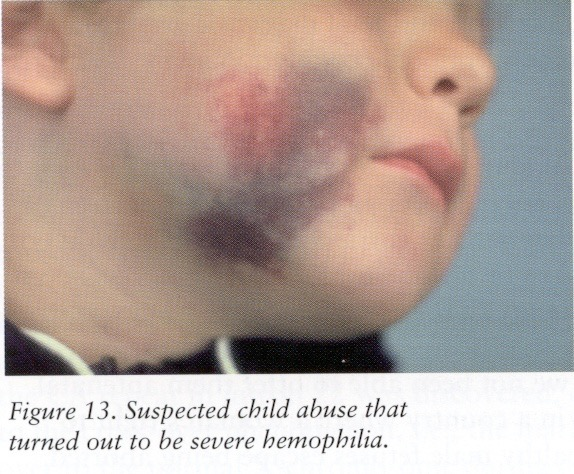 Figure 13. Suspected child abuse that
turned out to be severe hemophilia.